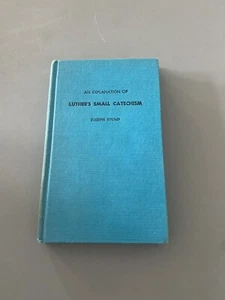 AN EXPLANATION OF
LUTHER'S SMALL CATECHISM
JOSEPH STUMP